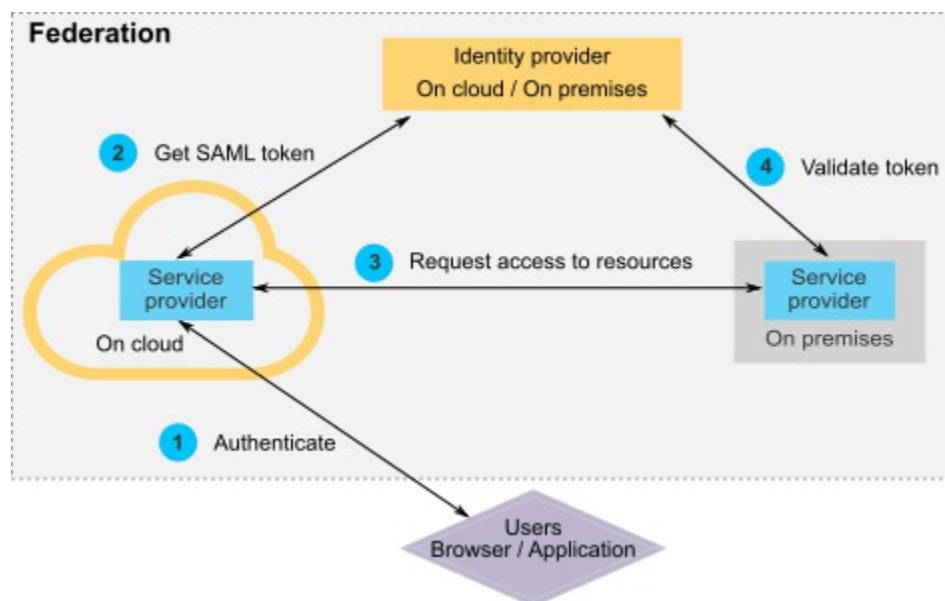 Federation
Identity provider
On cloud / On premises
2 Get SAML token
4 Validate token
3 Request access to resources
Service
provider
On cloud
Service
provider
On premises
1 Authenticate
Users
Browser / Application